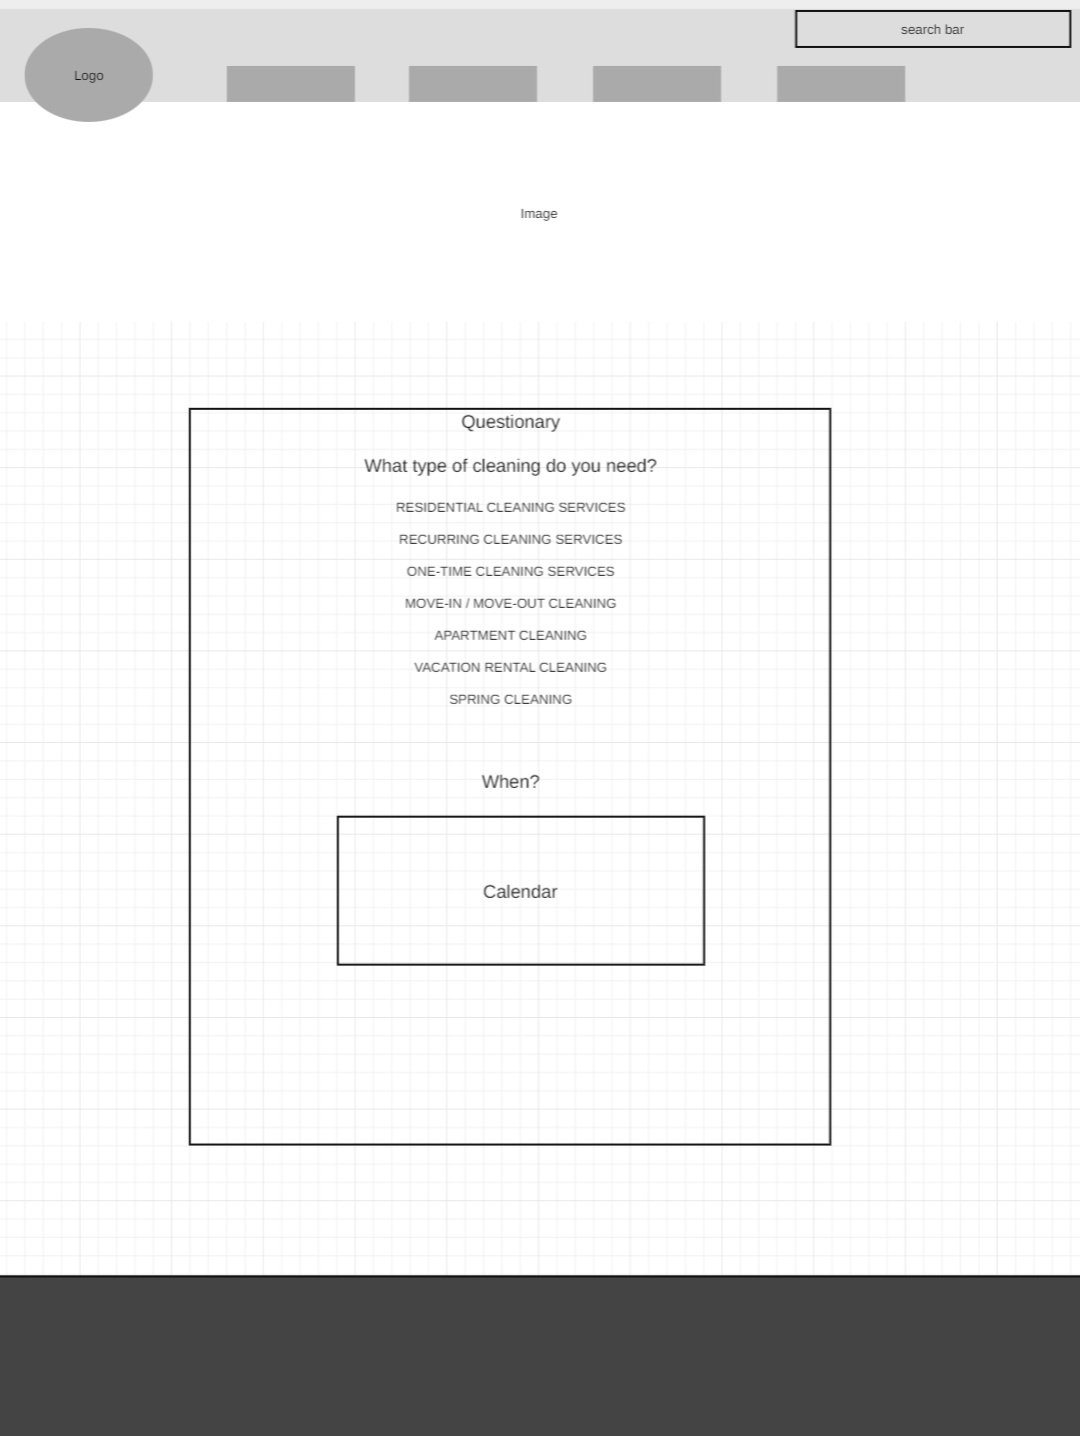 search bar
Logo
Image
Questionary
What type of cleaning do you need?
RESIDENTIAL CLEANING SERVICES
RECURRING CLEANING SERVICES
ONE-TIME CLEANING SERVICES
MOVE-IN / MOVE-OUT CLEANING
APARTMENT CLEANING
VACATION RENTAL CLEANING
SPRING CLEANING
When?
Calendar